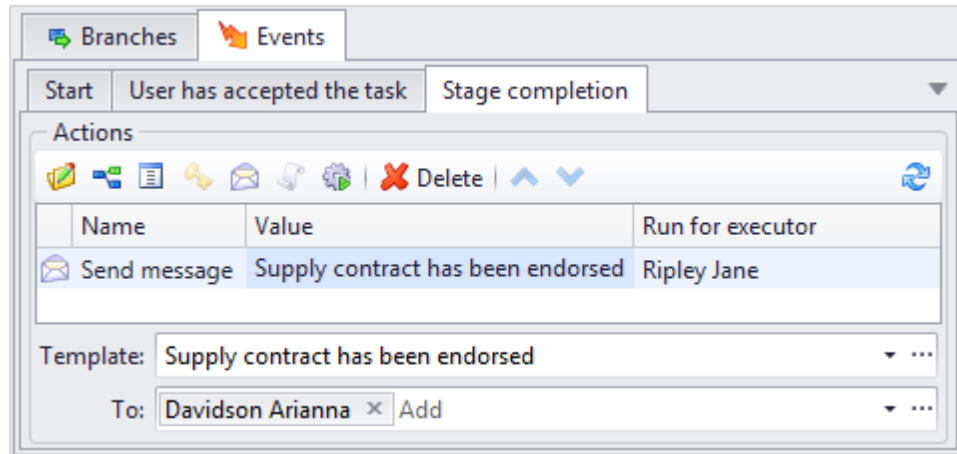 Branches Events
Start User has accepted the task Stage completion
Actions
Delete
Name Value Run for executor
Send message Supply contract has been endorsed Ripley Jane
Template: Supply contract has been endorsed
To: Davidson Arianna × Add